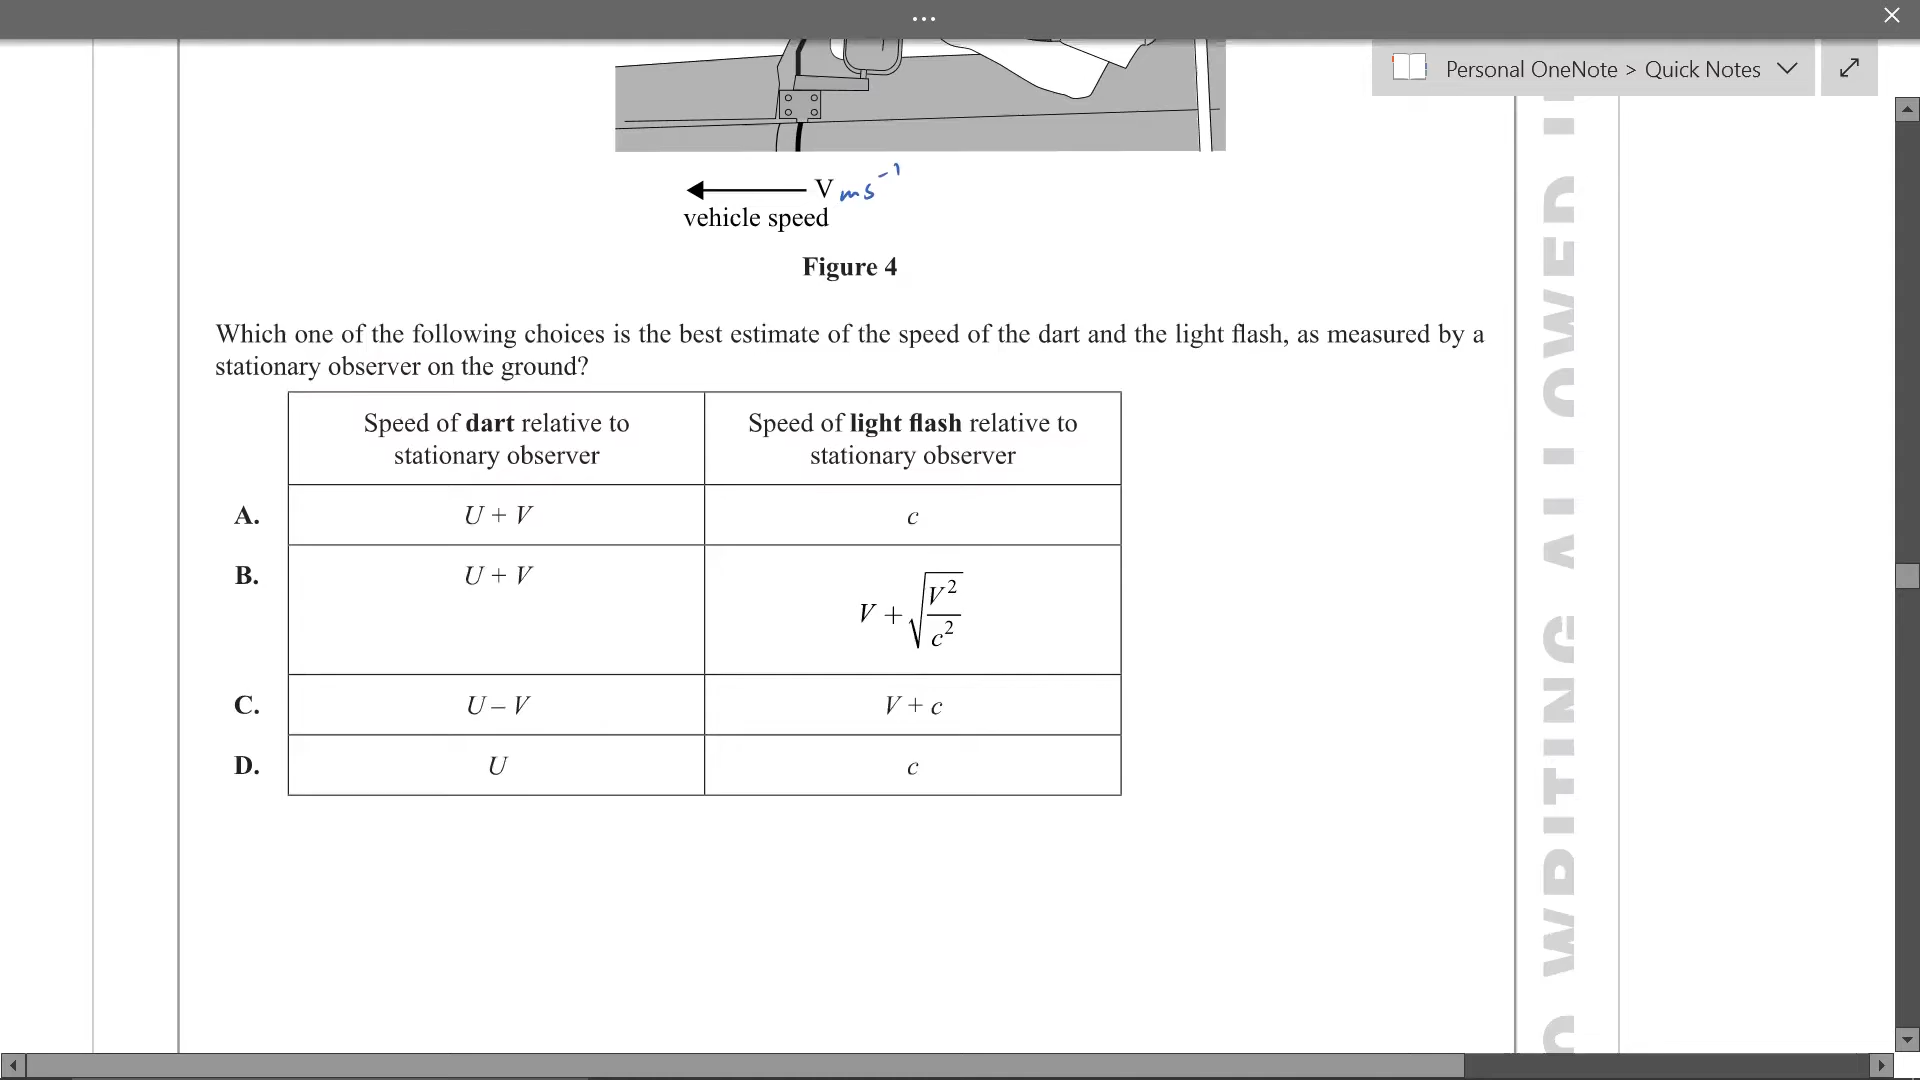 ...
Personal OneNote > Quick Notes
V ms⁻¹
vehicle speed
Figure 4
Which one of the following choices is the best estimate of the speed of the dart and the light flash, as measured by a
stationary observer on the ground?
Speed of dart relative to
stationary observer
Speed of light flash relative to
stationary observer
A. U + V c
B. U + V V + √(V²/c²)
C. U – V V + c
D. U c
WRITING ALLOWED